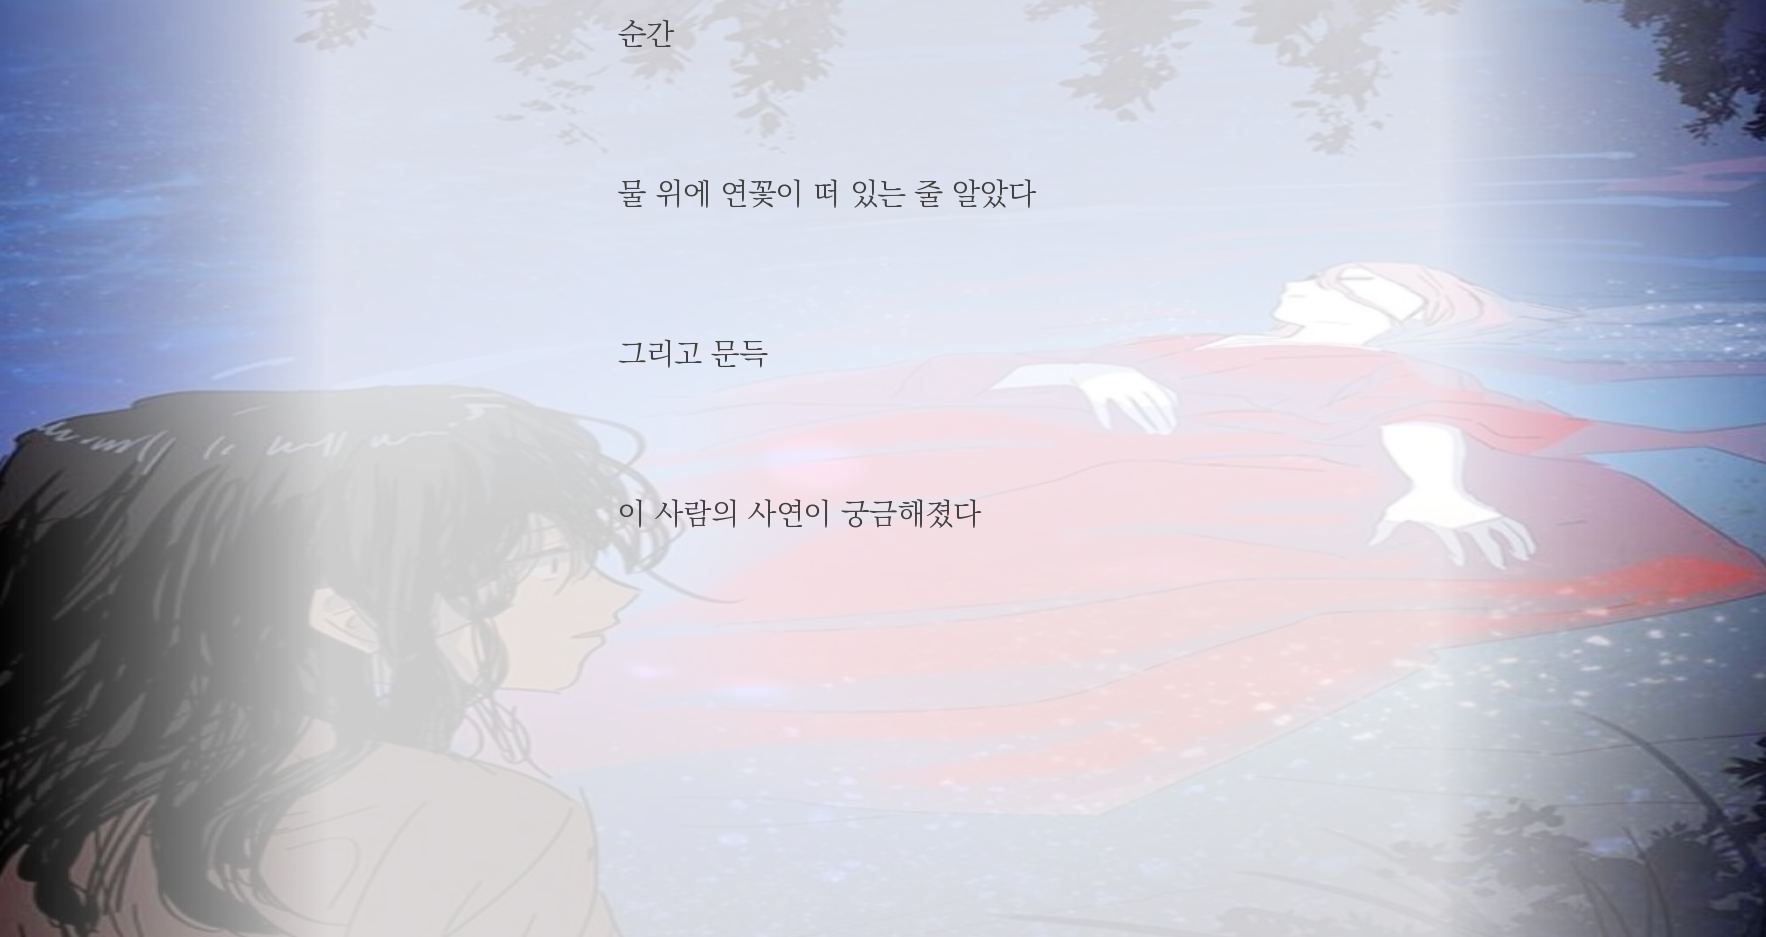 순간
물 위에 연꽃이 떠 있는 줄 알았다
그리고 문득
이 사람의 사연이 궁금해졌다